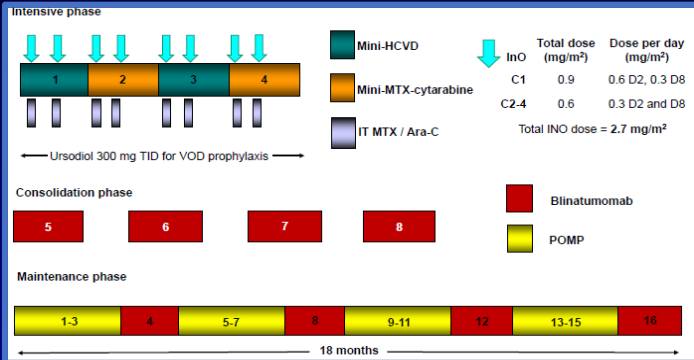 Intensive phase
1 2 3 4
Mini-HCVD
Mini-MTX-cytarabine
IT MTX / Ara-C
Ursodiol 300 mg TID for VOD prophylaxis
InO Total dose (mg/m²) Dose per day (mg/m²)
C1 0.9 0.6 D2, 0.3 D8
C2-4 0.6 0.3 D2 and D8
Total INO dose = 2.7 mg/m²
Consolidation phase
5 6 7 8
Blinatumomab
POMP
Maintenance phase
1-3 4 5-7 8 9-11 12 13-15 16
18 months